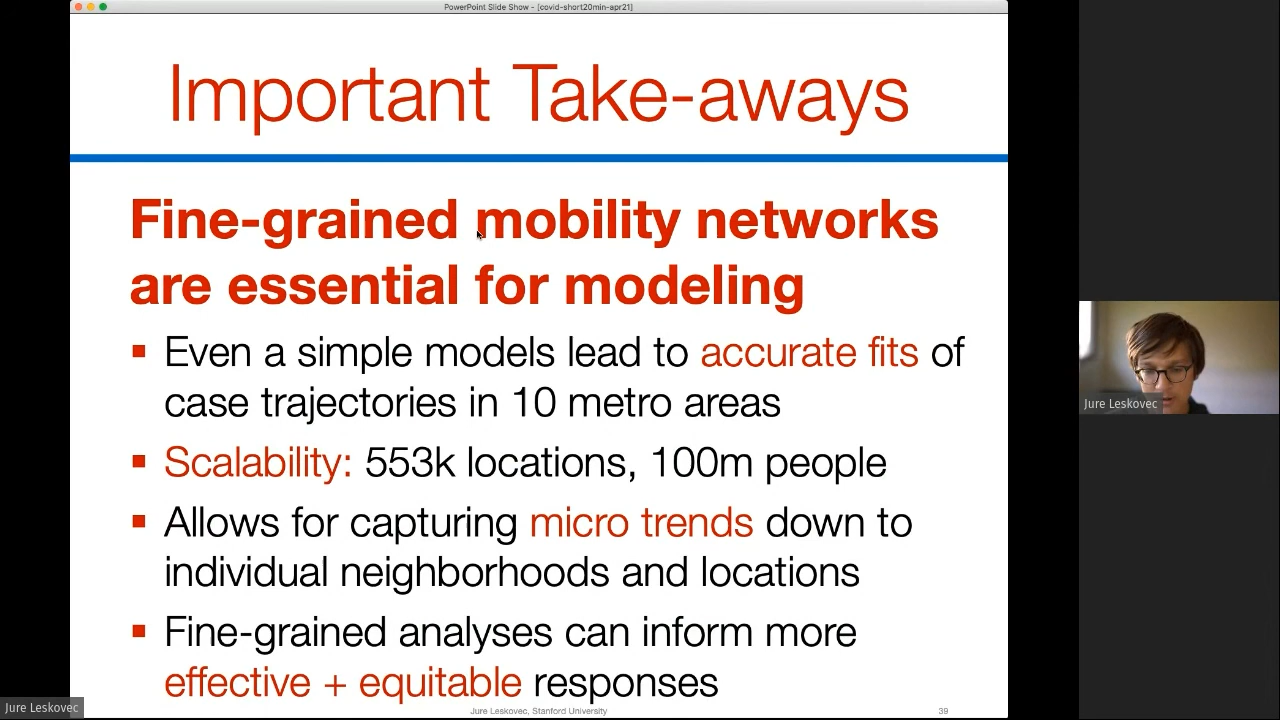 PowerPoint Slide Show - [covid-short20min-apr21]
Important Take-aways
Fine-grained mobility networks
are essential for modeling
Even a simple models lead to accurate fits of
case trajectories in 10 metro areas
Scalability: 553k locations, 100m people
Allows for capturing micro trends down to
individual neighborhoods and locations
Fine-grained analyses can inform more
effective + equitable responses
Jure Leskovec, Stanford University
39
Jure Leskovec
Jure Leskovec